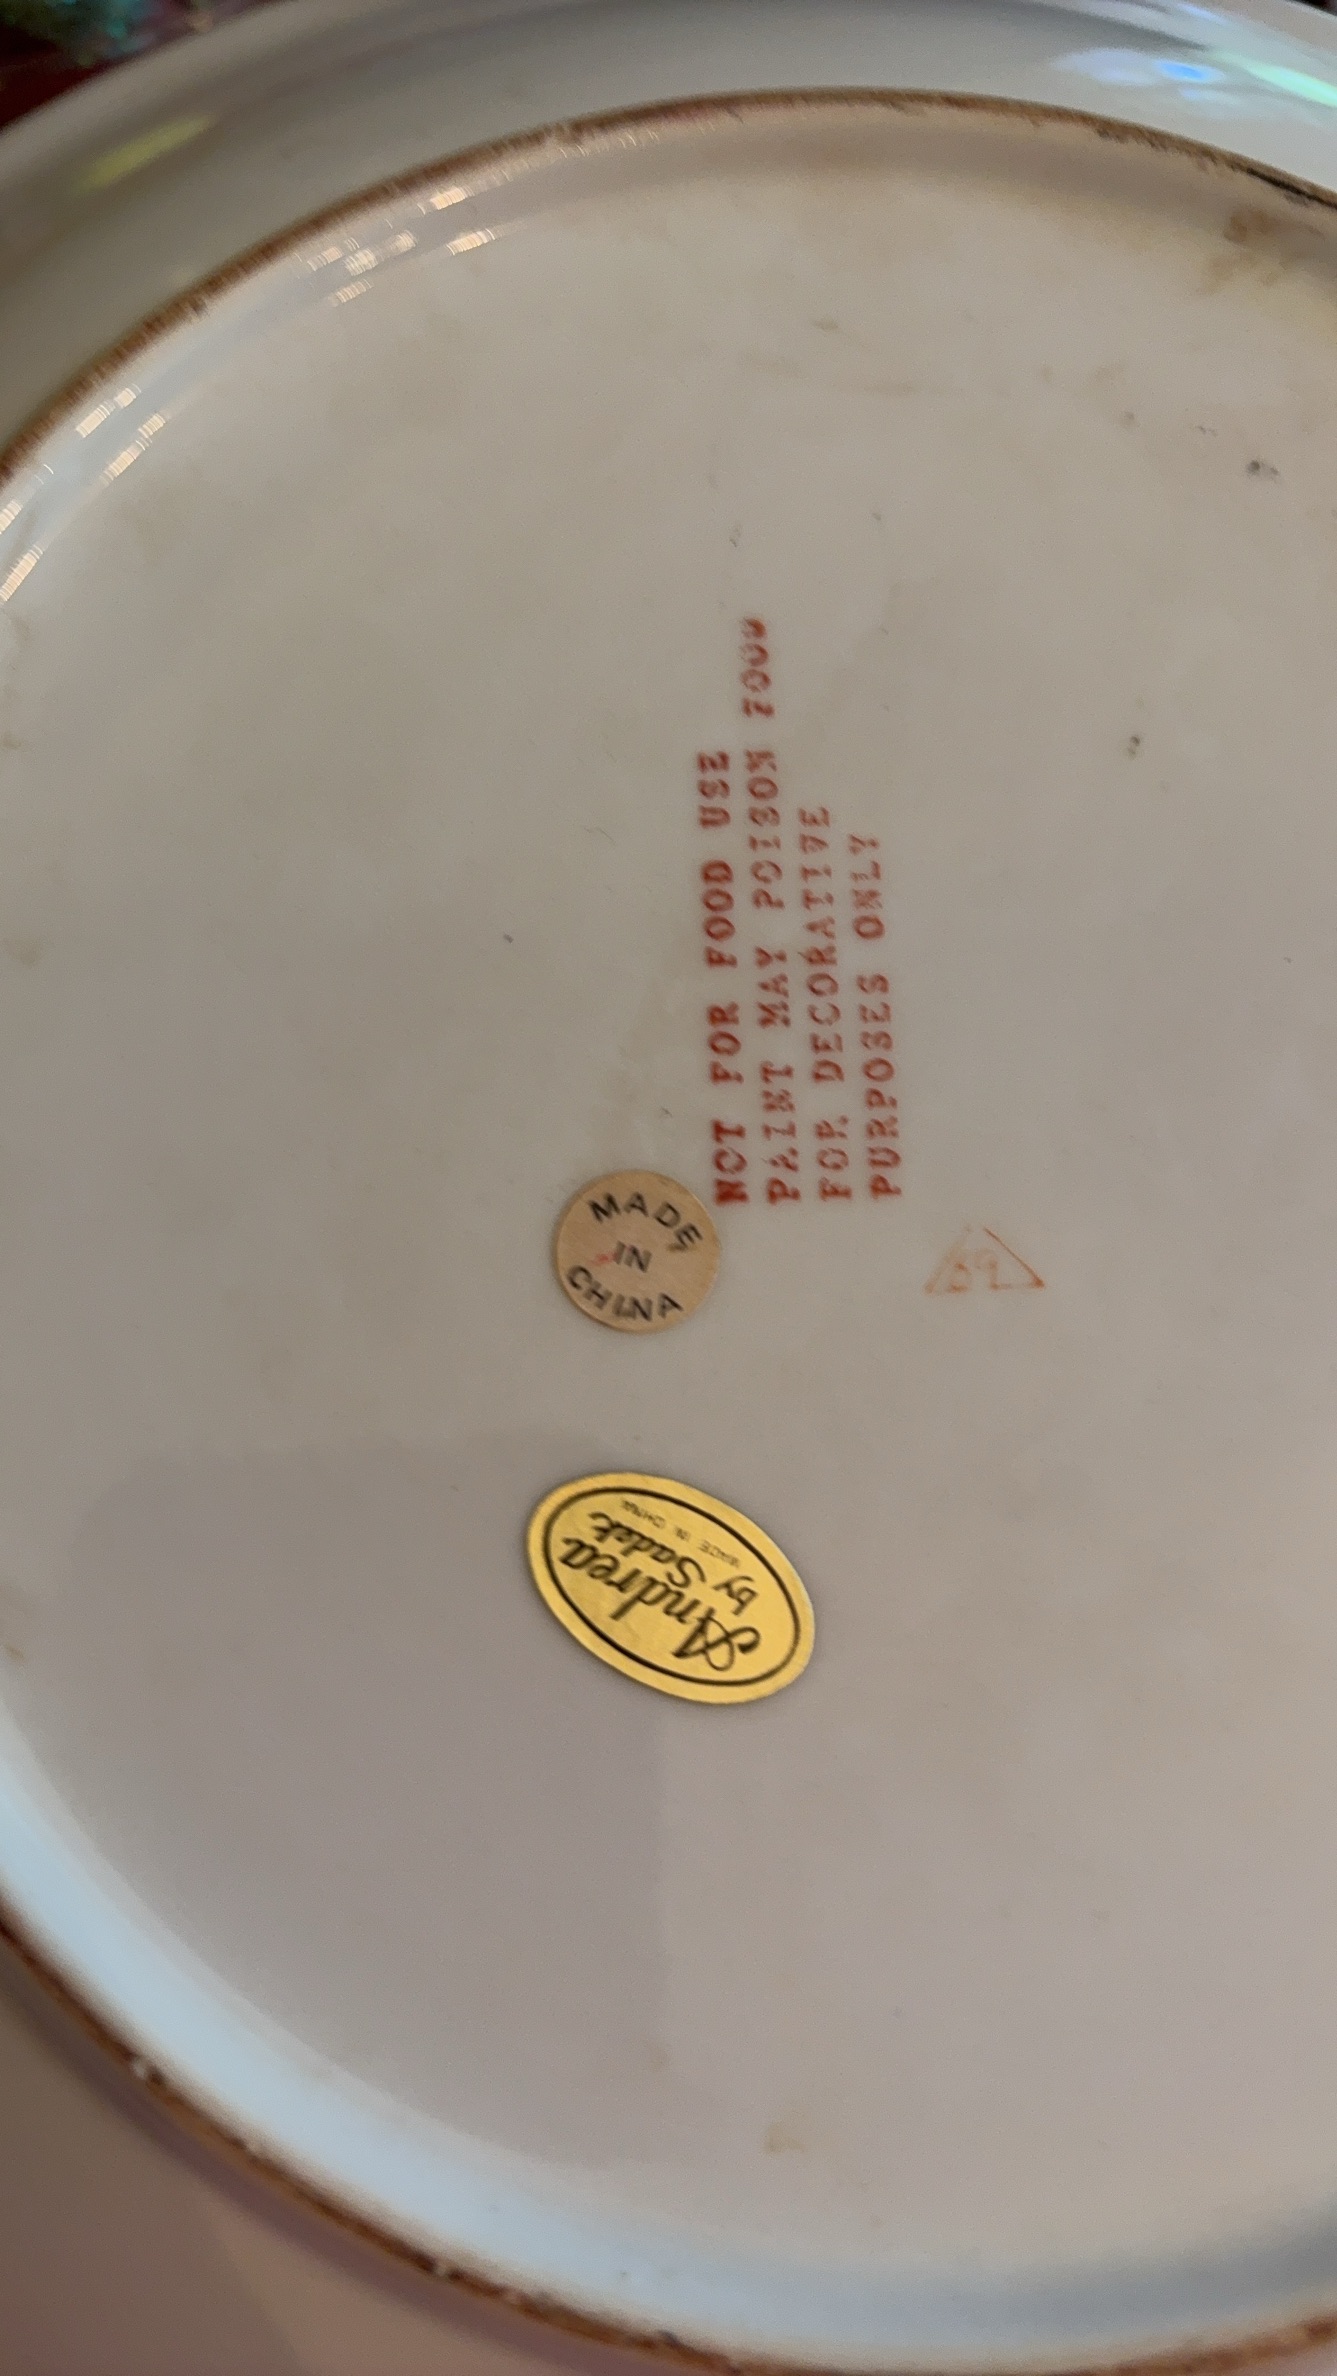 NOT FOR FOOD USE
PAINT MAY POISON FOOD
FOR DECORATIVE
PURPOSES ONLY
MADE
IN
CHINA
89
Andrea
by Sadek
MADE IN CHINA